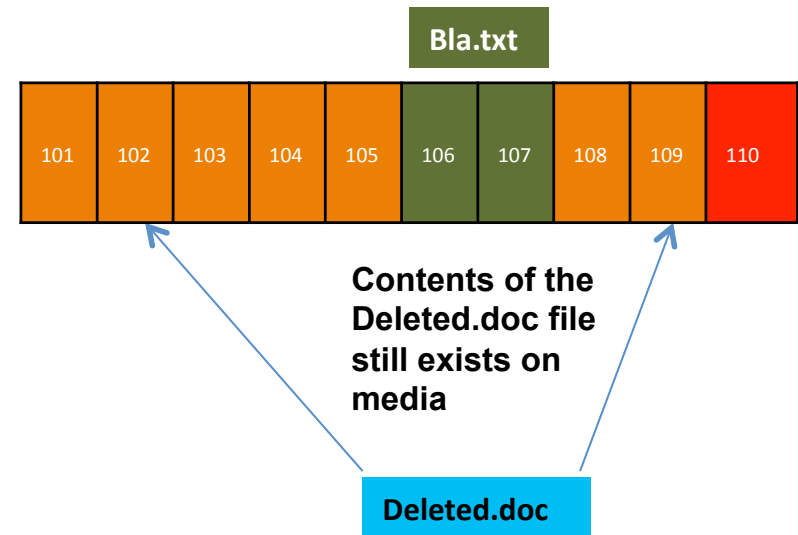 Bla.txt
101 102 103 104 105 106 107 108 109 110
Contents of the
Deleted.doc file
still exists on
media
Deleted.doc